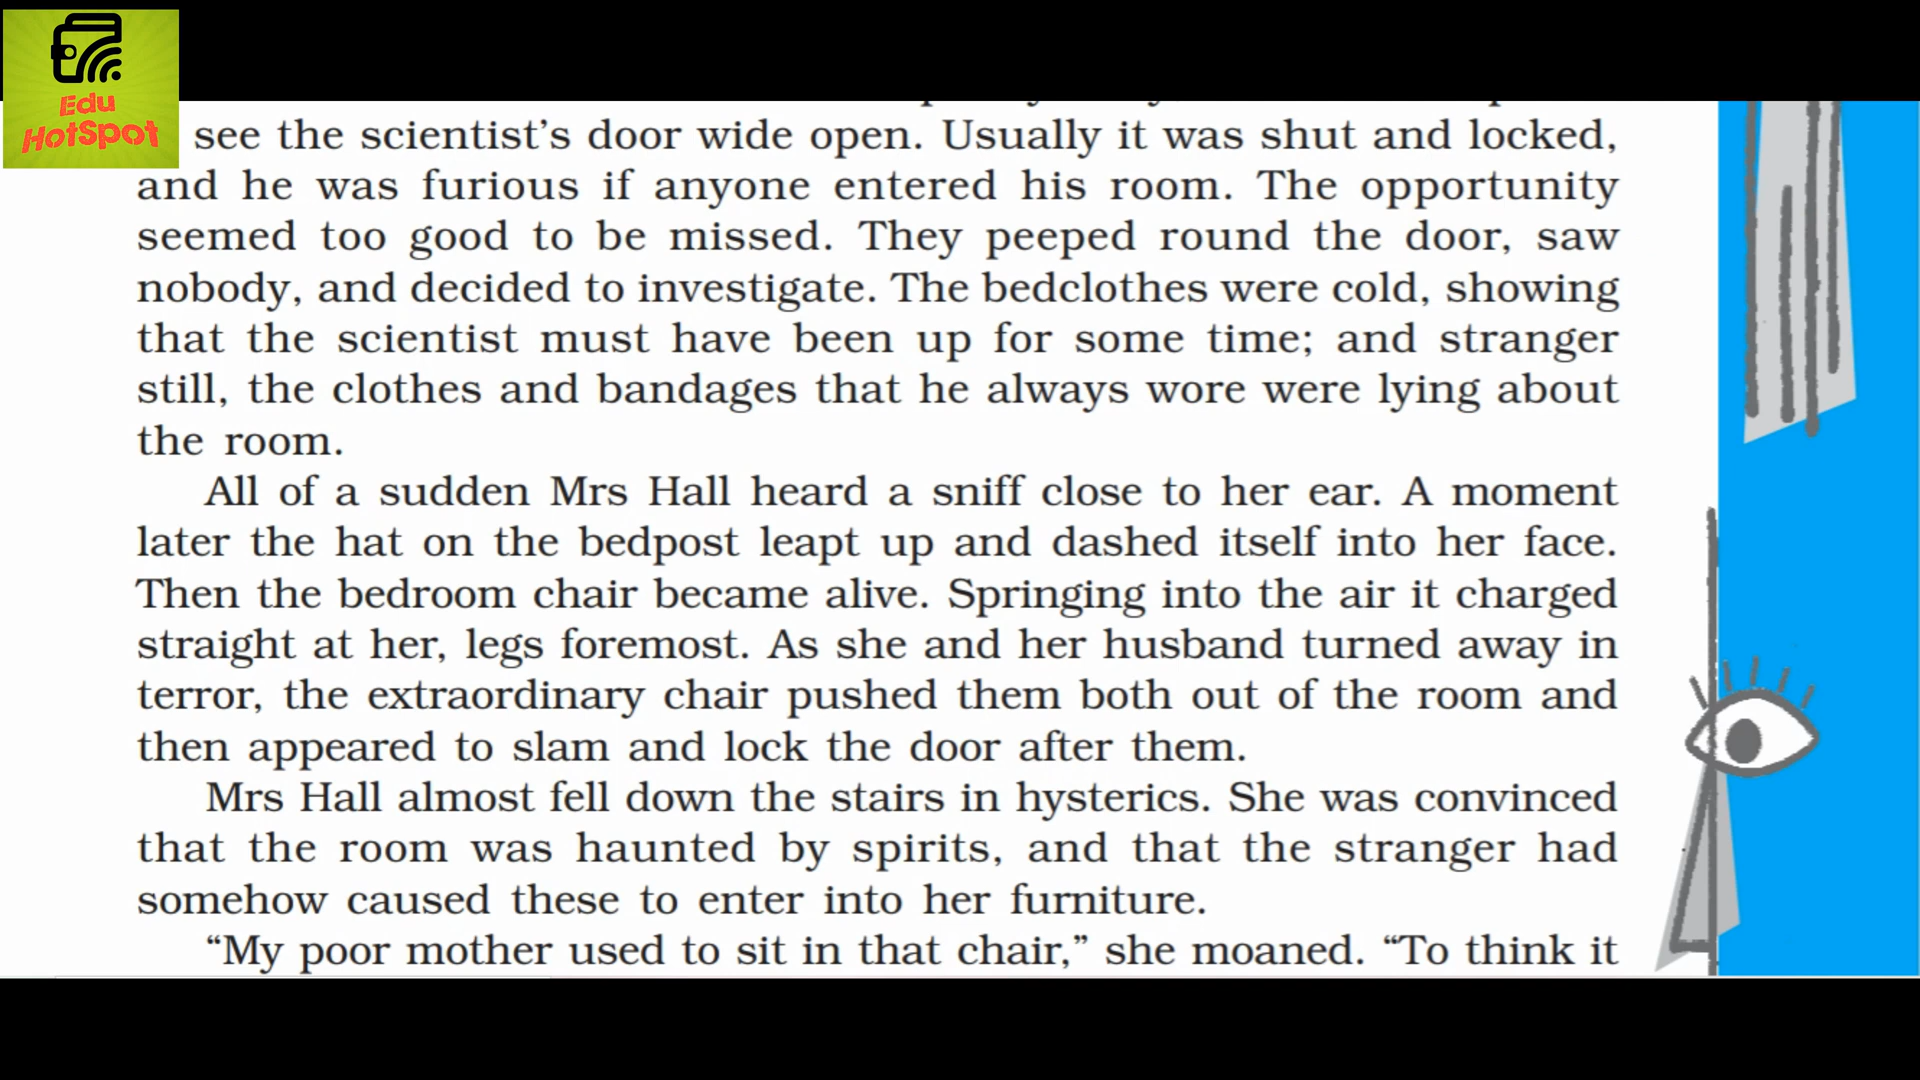 Edu
HotSpot
see the scientist’s door wide open. Usually it was shut and locked,
and he was furious if anyone entered his room. The opportunity
seemed too good to be missed. They peeped round the door, saw
nobody, and decided to investigate. The bedclothes were cold, showing
that the scientist must have been up for some time; and stranger
still, the clothes and bandages that he always wore were lying about
the room.
All of a sudden Mrs Hall heard a sniff close to her ear. A moment
later the hat on the bedpost leapt up and dashed itself into her face.
Then the bedroom chair became alive. Springing into the air it charged
straight at her, legs foremost. As she and her husband turned away in
terror, the extraordinary chair pushed them both out of the room and
then appeared to slam and lock the door after them.
Mrs Hall almost fell down the stairs in hysterics. She was convinced
that the room was haunted by spirits, and that the stranger had
somehow caused these to enter into her furniture.
“My poor mother used to sit in that chair,” she moaned. “To think it